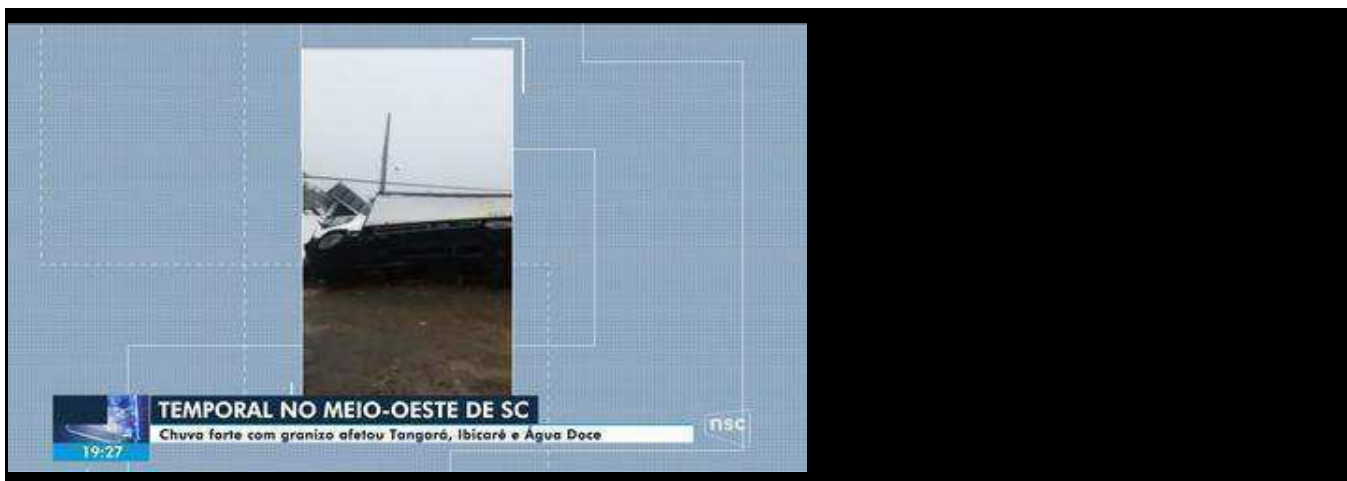 TEMPORAL NO MEIO-OESTE DE SC
Chuva forte com granizo afetou Tangará, Ibicaré e Água Doce
nsc
19:27